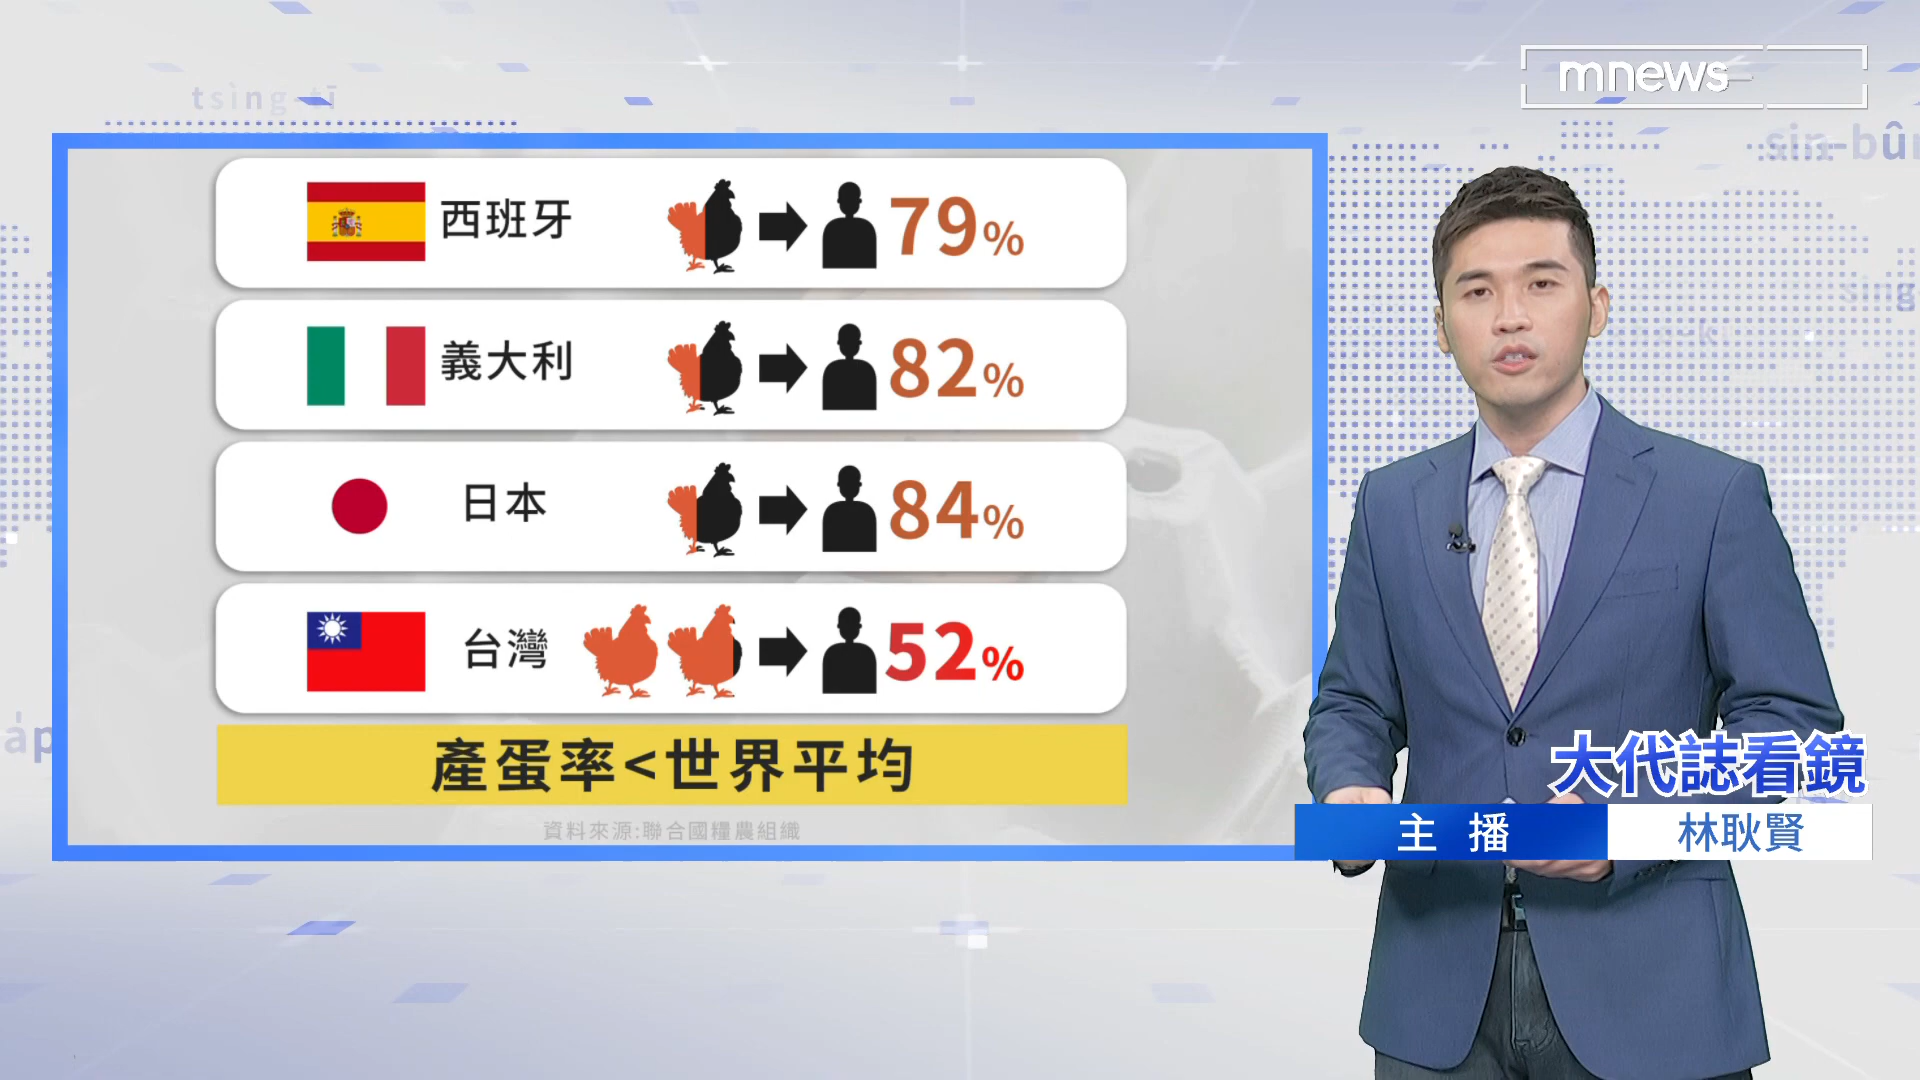 tsìng-tī
mnews
sin-bûn
西班牙 79%
義大利 82%
日本 84%
台灣 52%
產蛋率<世界平均
資料來源:聯合國糧農組織
大代誌看鏡
主播 林耿賢